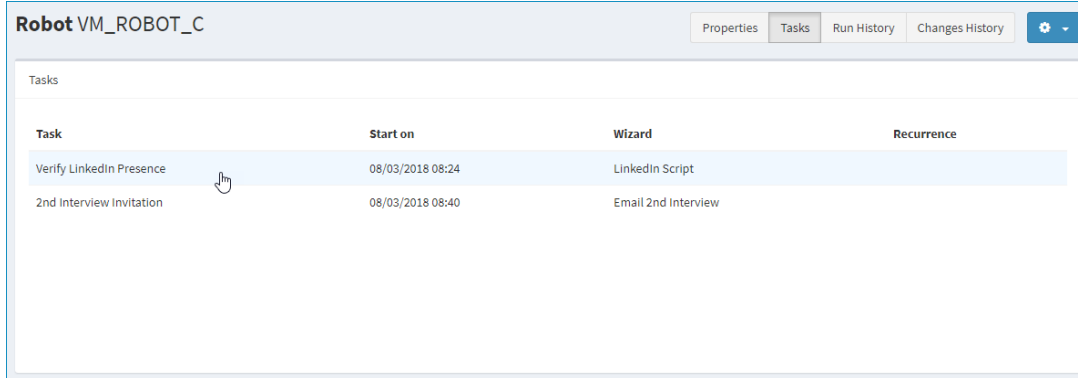 Robot VM_ROBOT_C
Properties Tasks Run History Changes History
Tasks
Task Start on Wizard Recurrence
Verify LinkedIn Presence 08/03/2018 08:24 LinkedIn Script
2nd Interview Invitation 08/03/2018 08:40 Email 2nd Interview